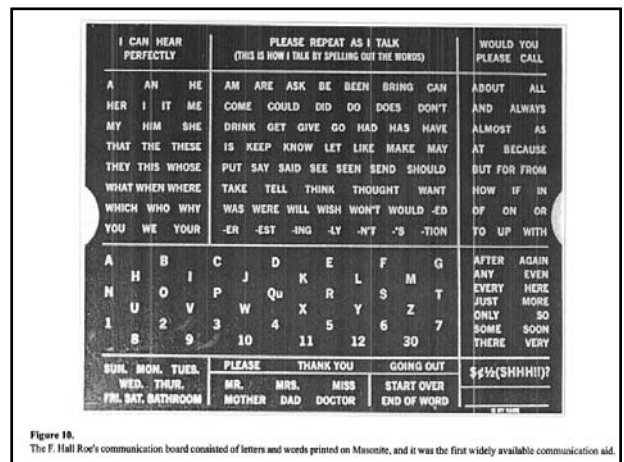 I CAN HEAR
PERFECTLY
A AN HE
HER I IT ME
MY HIM SHE
THAT THE THESE
THEY THIS WHOSE
WHAT WHEN WHERE
WHICH WHO WHY
YOU WE YOUR
PLEASE REPEAT AS I TALK
(THIS IS HOW I TALK BY SPELLING OUT THE WORDS)
AM ARE ASK BE BEEN BRING CAN
COME COULD DID DO DOES DON'T
DRINK GET GIVE GO HAD HAS HAVE
IS KEEP KNOW LET LIKE MAKE MAY
PUT SAY SAID SEE SEEN SEND SHOULD
TAKE TELL THINK THOUGHT WANT
WAS WERE WILL WISH WON'T WOULD -ED
-ER -EST -ING -LY -N'T -'S -TION
WOULD YOU
PLEASE CALL
ABOUT ALL
AND ALWAYS
ALMOST AS
AT BECAUSE
BUT FOR FROM
HOW IF IN
OF ON OR
TO UP WITH
A B C D E F G
H I J K L M
N O P Qu R S T
U V W X Y Z
1 2 3 4 5 6 7
8 9 10 11 12 30
AFTER AGAIN
ANY EVEN
EVERY HERE
JUST MORE
ONLY SO
SOME SOON
THERE VERY
SUN. MON. TUES.
WED. THUR.
FRI. SAT. BATHROOM
PLEASE THANK YOU GOING OUT
MR. MRS. MISS
MOTHER DAD DOCTOR
START OVER
END OF WORD
$¢½(SHHH!!)?
IS MY NAME
Figure 10.
The F. Hall Roe's communication board consisted of letters and words printed on Masonite, and it was the first widely available communication aid.